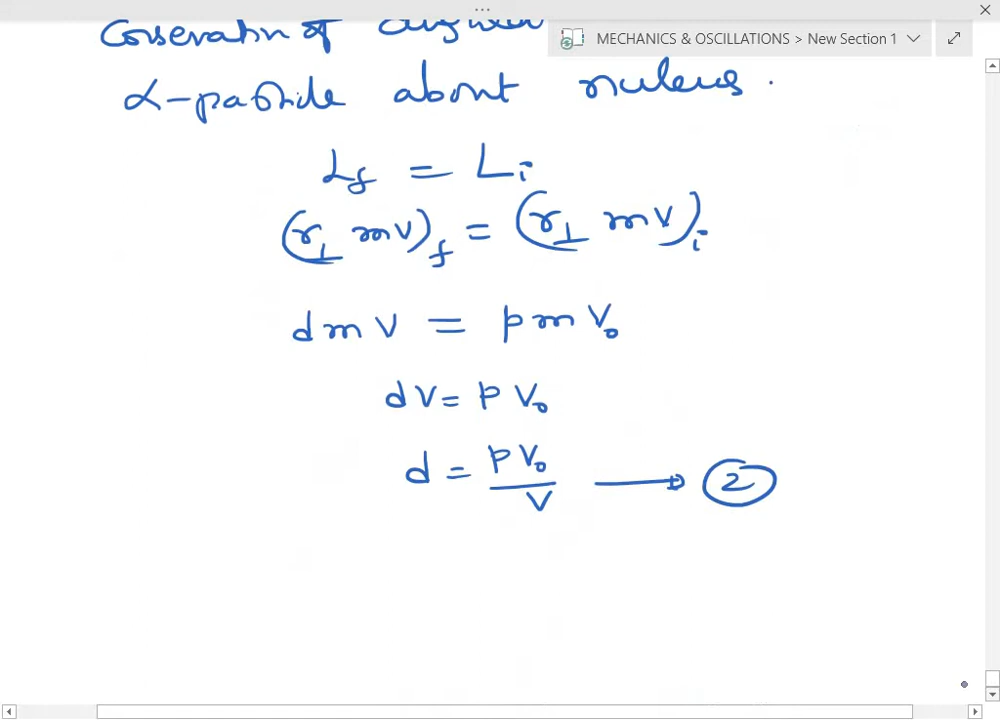 MECHANICS & OSCILLATIONS > New Section 1
Conservation of
α-particle about nucleus .
L_f = L_i
(r⊥ mv)_f = (r⊥ mv)_i
d m v = p m v₀
d v = p v₀
d = p v₀ / v → ②